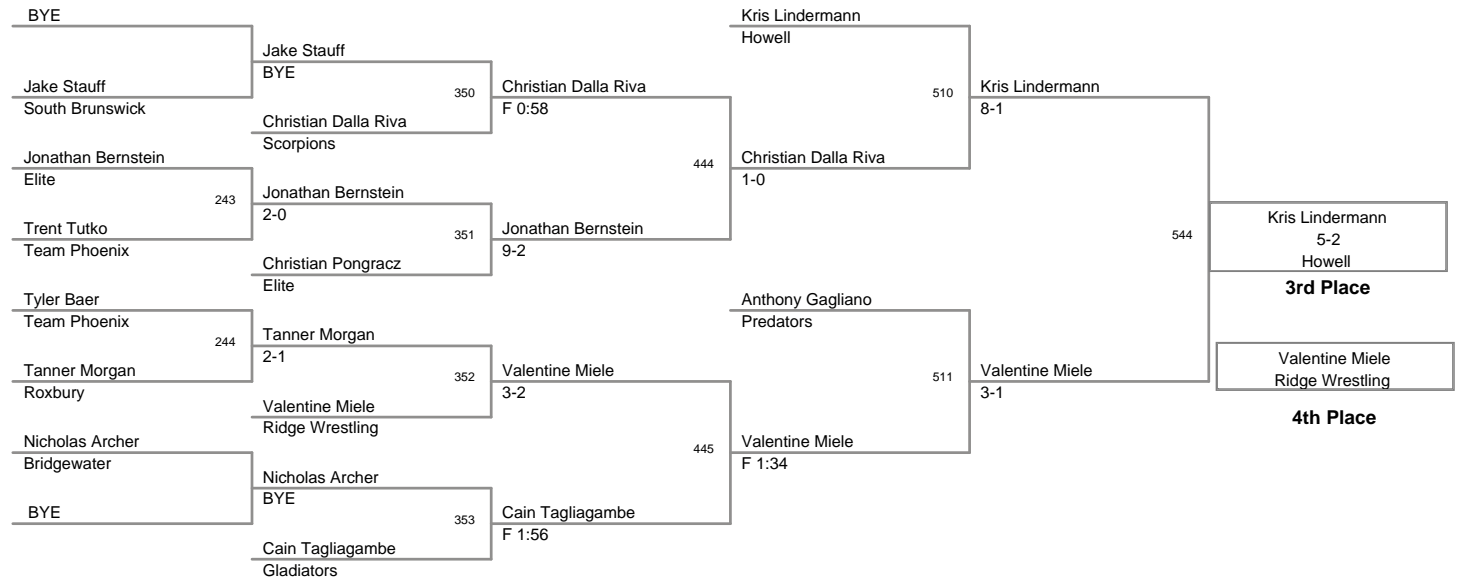 BYE
Jake Stauff
South Brunswick
Jonathan Bernstein
Elite
243
Trent Tutko
Team Phoenix
Tyler Baer
Team Phoenix
244
Tanner Morgan
Roxbury
Nicholas Archer
Bridgewater
BYE
Jake Stauff
BYE
350
Christian Dalla Riva
Scorpions
Jonathan Bernstein
2-0
351
Christian Pongracz
Elite
Tanner Morgan
2-1
352
Valentine Miele
Ridge Wrestling
Nicholas Archer
BYE
353
Cain Tagliagambe
Gladiators
Christian Dalla Riva
F 0:58
444
Jonathan Bernstein
9-2
Valentine Miele
3-2
445
Cain Tagliagambe
F 1:56
Kris Lindermann
Howell
510
Christian Dalla Riva
1-0
Anthony Gagliano
Predators
511
Valentine Miele
F 1:34
Kris Lindermann
8-1
544
Valentine Miele
3-1
Kris Lindermann
5-2
Howell
3rd Place
Valentine Miele
Ridge Wrestling
4th Place